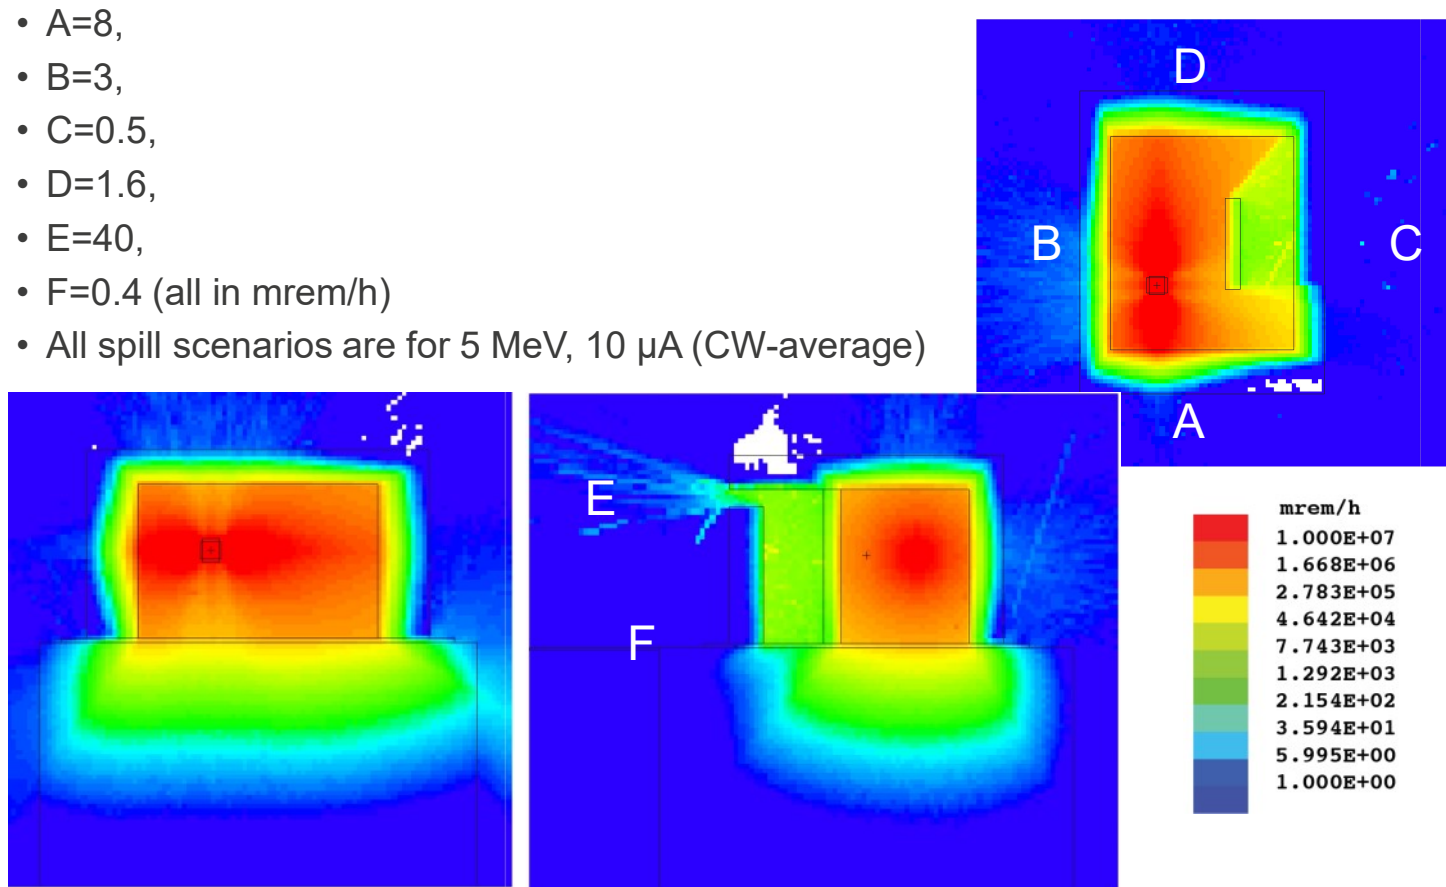 • A=8,
• B=3,
• C=0.5,
• D=1.6,
• E=40,
• F=0.4 (all in mrem/h)
• All spill scenarios are for 5 MeV, 10 µA (CW-average)
D
B
C
A
E
F
mrem/h
1.000E+07
1.668E+06
2.783E+05
4.642E+04
7.743E+03
1.292E+03
2.154E+02
3.594E+01
5.995E+00
1.000E+00